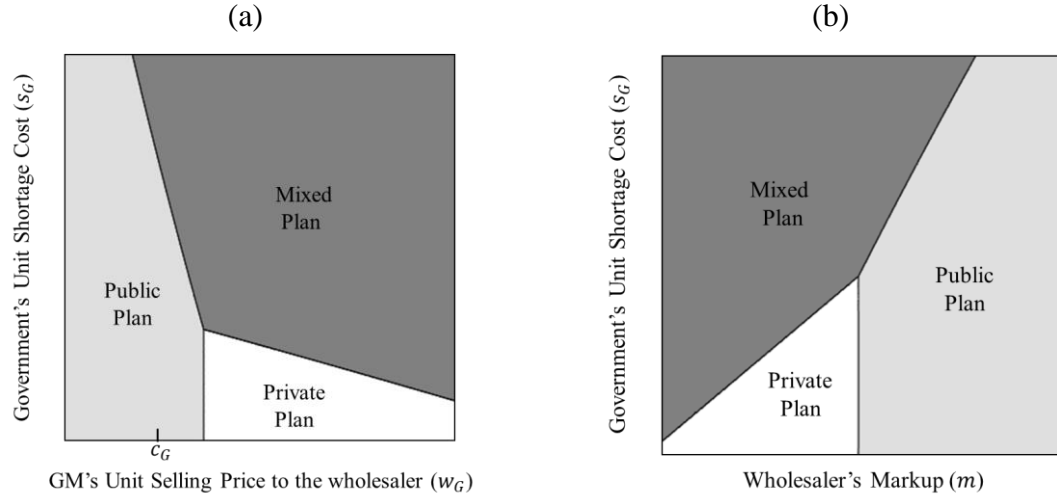 (a)
Government's Unit Shortage Cost (s_G)
Mixed
Plan
Public
Plan
Private
Plan
c_G
GM's Unit Selling Price to the wholesaler (w_G)
(b)
Government's Unit Shortage Cost (s_G)
Mixed
Plan
Public
Plan
Private
Plan
Wholesaler's Markup (m)